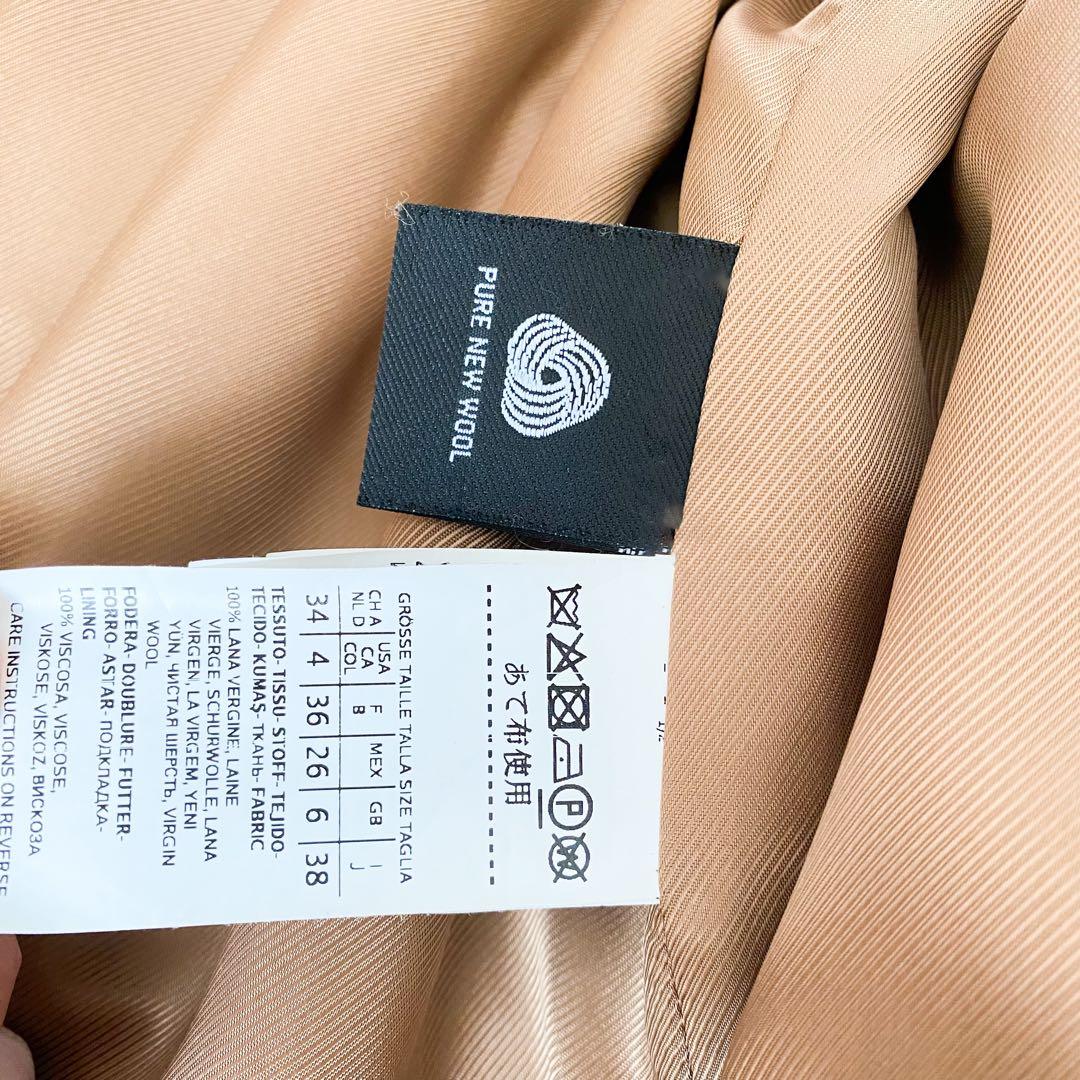 PURE NEW WOOL
あて布使用
P
GRÖSSE TAILLE TALLA SIZE TAGLIA
CH A USA F MEX GB I
NL D CA B J
COL
34 4 36 26 6 38
TESSUTO- TISSU- STOFF- TEJIDO-
TECIDO- KUMAŞ- ТКАНЬ- FABRIC
100% LANA VERGINE, LAINE
VIERGE, SCHURWOLLE, LANA
VIRGEN, LA VIRGEM, YENI
YÜN, ЧИСТАЯ ШЕРСТЬ, VIRGIN
WOOL
FODERA- DOUBLURE- FUTTER-
FORRO- ASTAR- ПОДКЛАДКА-
LINING
100% VISCOSA, VISCOSE,
VISKOSE, VISKOZ, ВИСКОЗА
CARE INSTRUCTIONS ON REVERSE